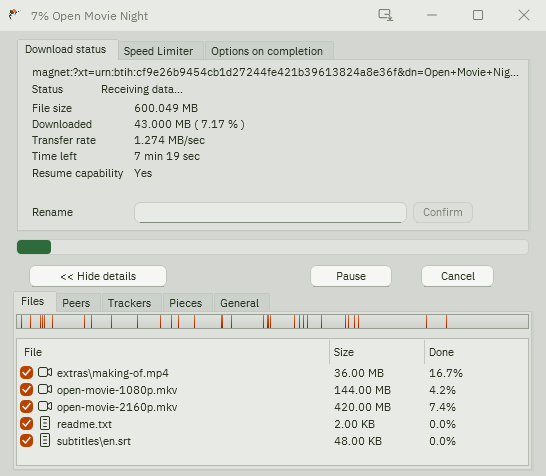 7% Open Movie Night
Download status
Speed Limiter
Options on completion
magnet:?xt=urn:btih:cf9e26b9454cb1d27244fe421b39613824a8e36f&dn=Open+Movie+Nig...
Status Receiving data...
File size 600.049 MB
Downloaded 43.000 MB ( 7.17 % )
Transfer rate 1.274 MB/sec
Time left 7 min 19 sec
Resume capability Yes
Rename Confirm
<< Hide details Pause Cancel
Files Peers Trackers Pieces General
File Size Done
extras\making-of.mp4 36.00 MB 16.7%
open-movie-1080p.mkv 144.00 MB 4.2%
open-movie-2160p.mkv 420.00 MB 7.4%
readme.txt 2.00 KB 0.0%
subtitles\en.srt 48.00 KB 0.0%